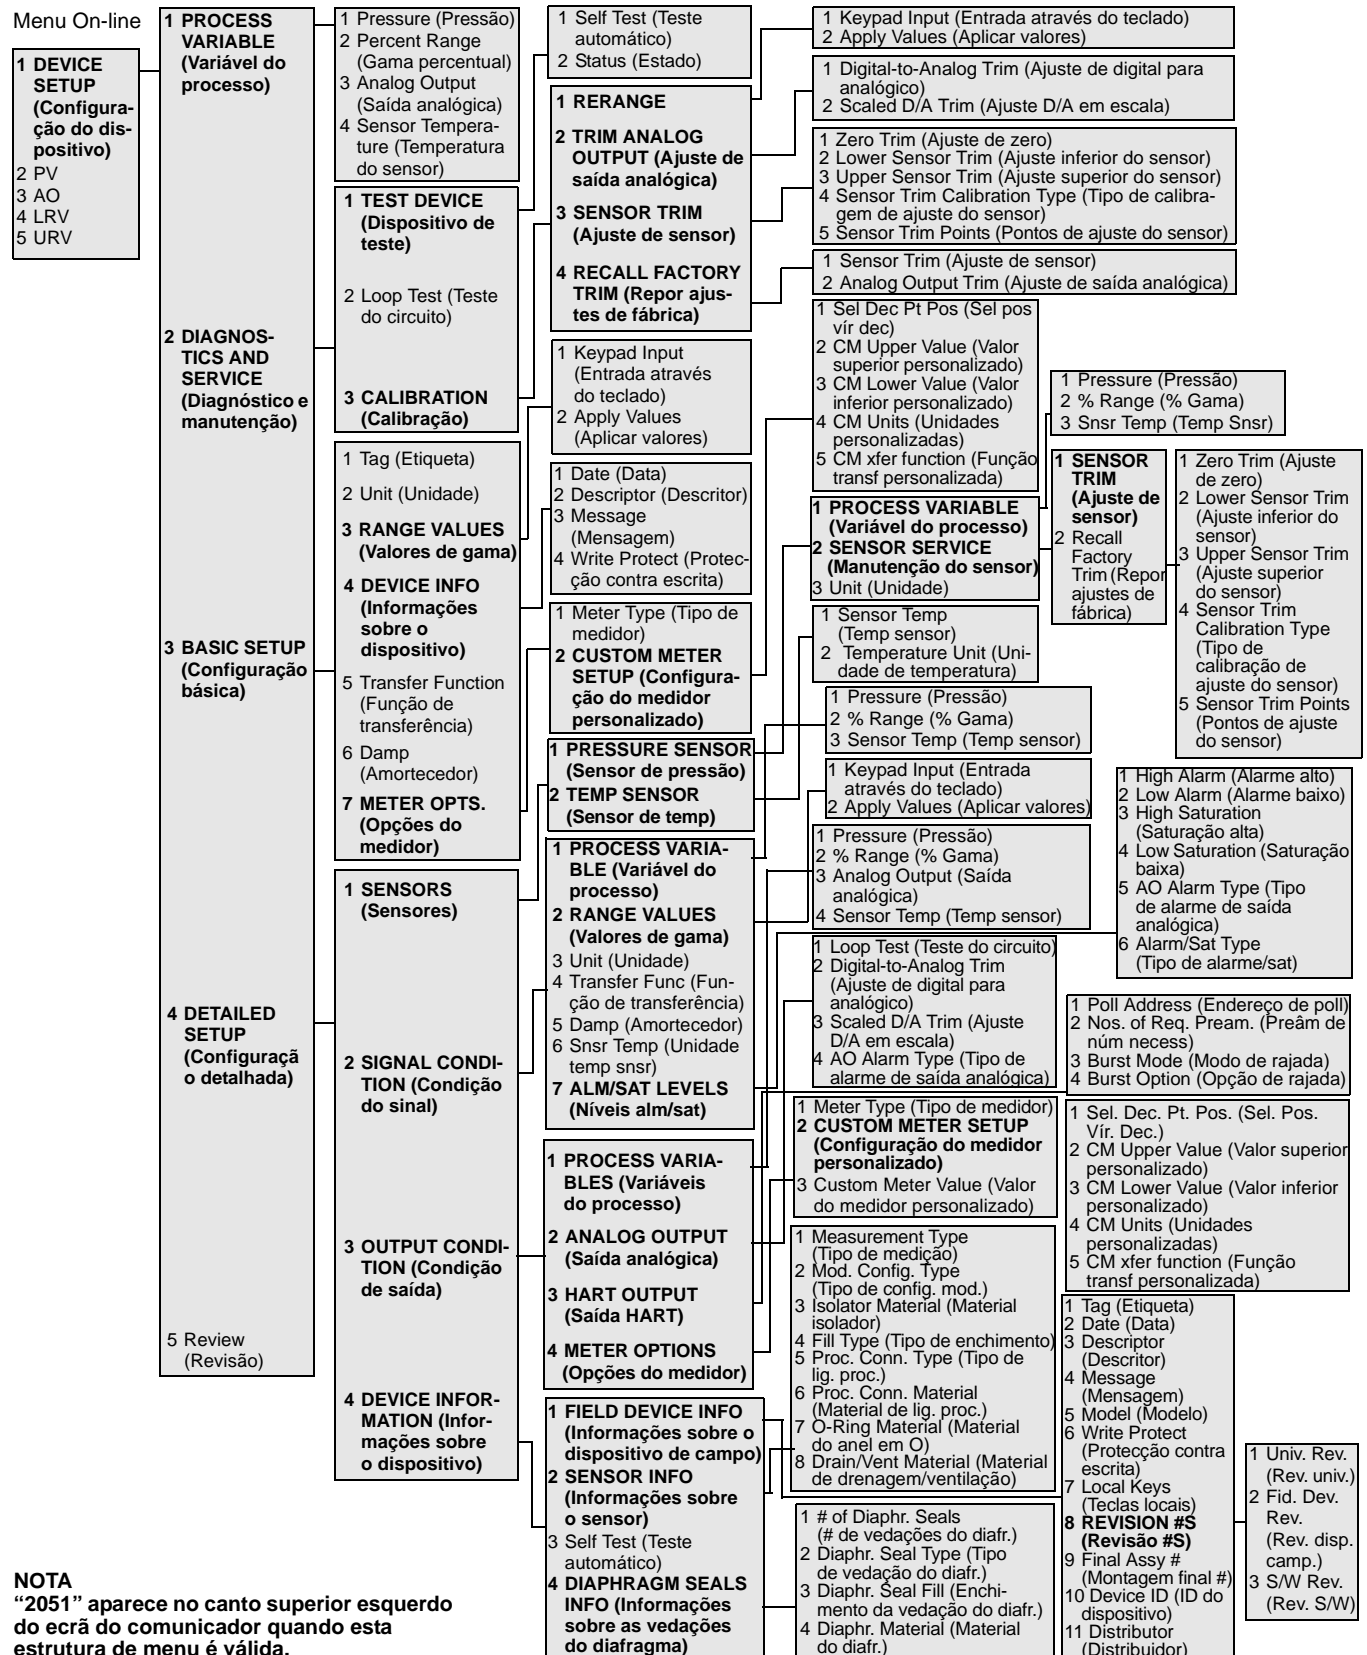 Menu On-line
1 DEVICE
SETUP
(Configura-
ção do dis-
positivo)
2 PV
3 AO
4 LRV
5 URV
1 PROCESS
VARIABLE
(Variável do
processo)
2 DIAGNOS-
TICS AND
SERVICE
(Diagnóstico e
manutenção)
3 BASIC SETUP
(Configuração
básica)
4 DETAILED
SETUP
(Configuraçã
o detalhada)
5 Review
(Revisão)
1 Pressure (Pressão)
2 Percent Range
(Gama percentual)
3 Analog Output
(Saída analógica)
4 Sensor Tempera-
ture (Temperatura
do sensor)
1 TEST DEVICE
(Dispositivo de
teste)
2 Loop Test (Teste
do circuito)
3 CALIBRATION
(Calibração)
1 Tag (Etiqueta)
2 Unit (Unidade)
3 RANGE VALUES
(Valores de gama)
4 DEVICE INFO
(Informações
sobre o
dispositivo)
5 Transfer Function
(Função de
transferência)
6 Damp
(Amortecedor)
7 METER OPTS.
(Opções do
medidor)
1 SENSORS
(Sensores)
2 SIGNAL CONDI-
TION (Condição
do sinal)
3 OUTPUT CONDI-
TION (Condição
de saída)
4 DEVICE INFOR-
MATION (Infor-
mações sobre
o dispositivo)
1 Self Test (Teste
automático)
2 Status (Estado)
1 RERANGE
2 TRIM ANALOG
OUTPUT (Ajuste de
saída analógica)
3 SENSOR TRIM
(Ajuste de sensor)
4 RECALL FACTORY
TRIM (Repor ajus-
tes de fábrica)
1 Keypad Input
(Entrada através
do teclado)
2 Apply Values
(Aplicar valores)
1 Date (Data)
2 Descriptor (Descritor)
3 Message
(Mensagem)
4 Write Protect (Protec-
ção contra escrita)
1 Meter Type (Tipo de
medidor)
2 CUSTOM METER
SETUP (Configura-
ção do medidor
personalizado)
1 PRESSURE SENSOR
(Sensor de pressão)
2 TEMP SENSOR
(Sensor de temp)
1 PROCESS VARIA-
BLE (Variável do
processo)
2 RANGE VALUES
(Valores de gama)
3 Unit (Unidade)
4 Transfer Func (Fun-
ção de transferência)
5 Damp (Amortecedor)
6 Snsr Temp (Unidade
temp snsr)
7 ALM/SAT LEVELS
(Níveis alm/sat)
1 PROCESS VARIA-
BLES (Variáveis
do processo)
2 ANALOG OUTPUT
(Saída analógica)
3 HART OUTPUT
(Saída HART)
4 METER OPTIONS
(Opções do medidor)
1 FIELD DEVICE INFO
(Informações sobre o
dispositivo de campo)
2 SENSOR INFO
(Informações sobre
o sensor)
3 Self Test (Teste
automático)
4 DIAPHRAGM SEALS
INFO (Informações
sobre as vedações
do diafragma)
1 Keypad Input (Entrada através do teclado)
2 Apply Values (Aplicar valores)
1 Digital-to-Analog Trim (Ajuste de digital para
analógico)
2 Scaled D/A Trim (Ajuste D/A em escala)
1 Zero Trim (Ajuste de zero)
2 Lower Sensor Trim (Ajuste inferior do sensor)
3 Upper Sensor Trim (Ajuste superior do sensor)
4 Sensor Trim Calibration Type (Tipo de calibra-
gem de ajuste do sensor)
5 Sensor Trim Points (Pontos de ajuste do sensor)
1 Sensor Trim (Ajuste de sensor)
2 Analog Output Trim (Ajuste de saída analógica)
1 Sel Dec Pt Pos (Sel pos
vír dec)
2 CM Upper Value (Valor
superior personalizado)
3 CM Lower Value (Valor
inferior personalizado)
4 CM Units (Unidades
personalizadas)
5 CM xfer function (Função
transf personalizada)
1 PROCESS VARIABLE
(Variável do processo)
2 SENSOR SERVICE
(Manutenção do sensor)
3 Unit (Unidade)
1 Sensor Temp
(Temp sensor)
2 Temperature Unit (Uni-
dade de temperatura)
1 Pressure (Pressão)
2 % Range (% Gama)
3 Sensor Temp (Temp sensor)
1 Keypad Input (Entrada
através do teclado)
2 Apply Values (Aplicar valores)
1 Pressure (Pressão)
2 % Range (% Gama)
3 Analog Output (Saída
analógica)
4 Sensor Temp (Temp sensor)
1 Loop Test (Teste do circuito)
2 Digital-to-Analog Trim
(Ajuste de digital para
analógico)
3 Scaled D/A Trim (Ajuste
D/A em escala)
4 AO Alarm Type (Tipo de
alarme de saída analógica)
1 Meter Type (Tipo de medidor)
2 CUSTOM METER SETUP
(Configuração do medidor
personalizado)
3 Custom Meter Value (Valor
do medidor personalizado)
1 Measurement Type
(Tipo de medição)
2 Mod. Config. Type
(Tipo de config. mod.)
3 Isolator Material (Material
isolador)
4 Fill Type (Tipo de enchimento)
5 Proc. Conn. Type (Tipo de
lig. proc.)
6 Proc. Conn. Material
(Material de lig. proc.)
7 O-Ring Material (Material
do anel em O)
8 Drain/Vent Material (Material
de drenagem/ventilação)
1 # of Diaphr. Seals
(# de vedações do diafr.)
2 Diaphr. Seal Type (Tipo
de vedação do diafr.)
3 Diaphr. Seal Fill (Enchi-
mento da vedação do diafr.)
4 Diaphr. Material (Material
do diafr.)
1 Pressure (Pressão)
2 % Range (% Gama)
3 Snsr Temp (Temp Snsr)
1 SENSOR
TRIM
(Ajuste de
sensor)
2 Recall
Factory
Trim (Repor
ajustes de
fábrica)
1 Zero Trim (Ajuste
de zero)
2 Lower Sensor Trim
(Ajuste inferior do
sensor)
3 Upper Sensor Trim
(Ajuste superior
do sensor)
4 Sensor Trim
Calibration Type
(Tipo de
calibração de
ajuste do sensor)
5 Sensor Trim Points
(Pontos de ajuste
do sensor)
1 High Alarm (Alarme alto)
2 Low Alarm (Alarme baixo)
3 High Saturation
(Saturação alta)
4 Low Saturation (Saturação
baixa)
5 AO Alarm Type (Tipo
de alarme de saída
analógica)
6 Alarm/Sat Type
(Tipo de alarme/sat)
1 Poll Address (Endereço de poll)
2 Nos. of Req. Pream. (Preâm de
núm necess)
3 Burst Mode (Modo de rajada)
4 Burst Option (Opção de rajada)
1 Sel. Dec. Pt. Pos. (Sel. Pos.
Vír. Dec.)
2 CM Upper Value (Valor superior
personalizado)
3 CM Lower Value (Valor inferior
personalizado)
4 CM Units (Unidades
personalizadas)
5 CM xfer function (Função
transf personalizada)
1 Tag (Etiqueta)
2 Date (Data)
3 Descriptor
(Descritor)
4 Message
(Mensagem)
5 Model (Modelo)
6 Write Protect
(Protecção contra
escrita)
7 Local Keys
(Teclas locais)
8 REVISION #S
(Revisão #S)
9 Final Assy #
(Montagem final #)
10 Device ID (ID do
dispositivo)
11 Distributor
(Distribuidor)
1 Univ. Rev.
(Rev. univ.)
2 Fid. Dev.
Rev.
(Rev. disp.
camp.)
3 S/W Rev.
(Rev. S/W)
NOTA
“2051” aparece no canto superior esquerdo
do ecrã do comunicador quando esta
estrutura de menu é válida.